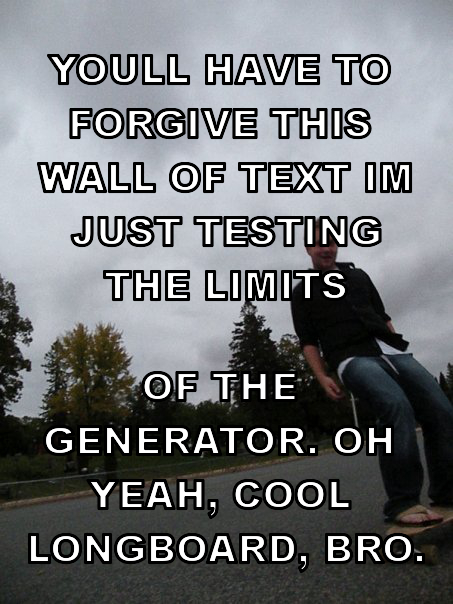 YOULL HAVE TO
FORGIVE THIS
WALL OF TEXT IM
JUST TESTING
THE LIMITS
OF THE
GENERATOR. OH
YEAH, COOL
LONGBOARD, BRO.